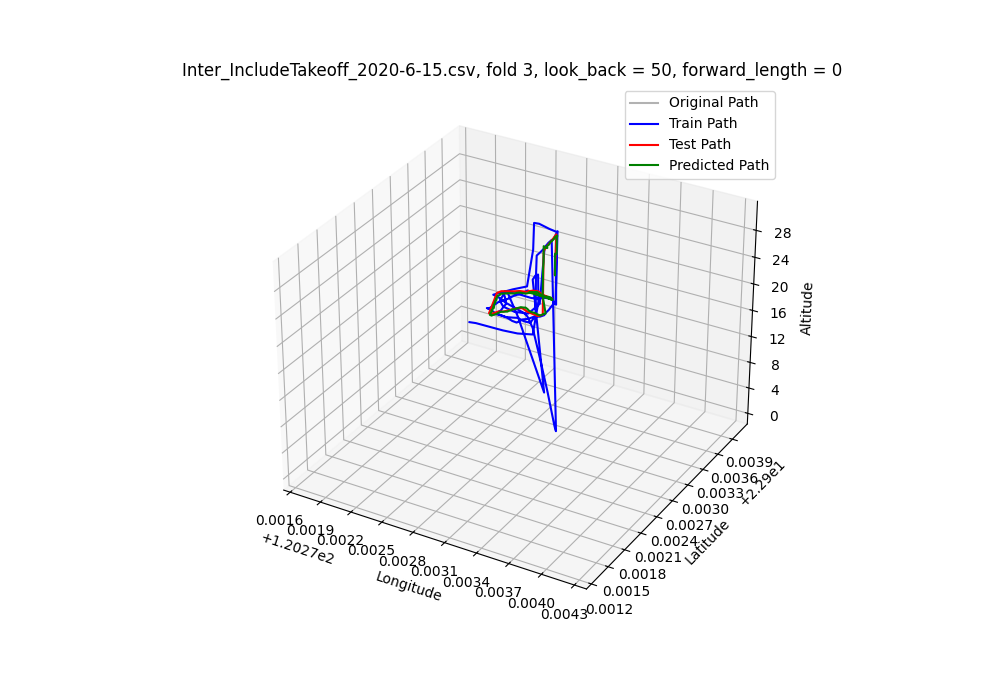 Inter_IncludeTakeoff_2020-6-15.csv, fold 3, look_back = 50, forward_length = 0
Original Path
Train Path
Test Path
Predicted Path
28
24
20
16
12
8
4
0
Altitude
0.0039
0.0036
0.0033
0.0030
0.0027
0.0024
0.0021
0.0018
0.0015
0.0012
+2.29e1
Latitude
0.0016
0.0019
0.0022
0.0025
0.0028
0.0031
0.0034
0.0037
0.0040
0.0043
+1.2027e2
Longitude